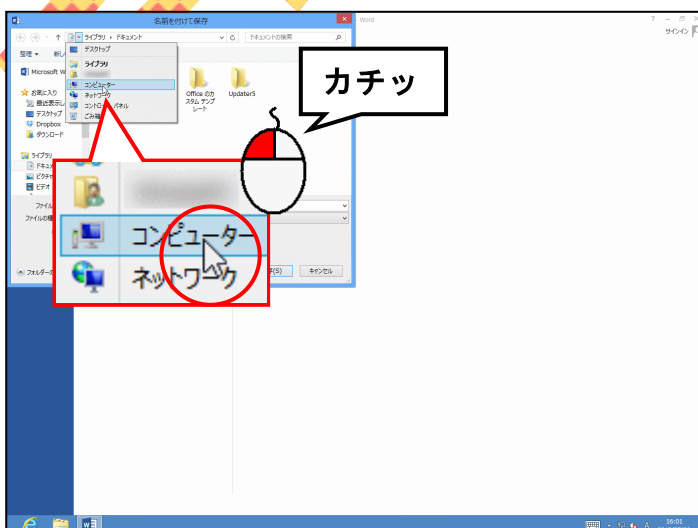 名前を付けて保存
Word
サインイン
ライブラリ ▸ ドキュメント
ドキュメントの検索
整理 ▾
デスクトップ
ライブラリ
コンピューター
ネットワーク
コントロール パネル
ごみ箱
Microsoft W
お気に入り
最近表示し
デスクトップ
Dropbox
ダウンロード
ライブラリ
Office のカ
スタム テンプ
レート
Updater5
カチッ
コンピューター
ネットワーク
ビデオ
ファイル
ファイルの種
フォルダーの
(S)
キャンセル
16:01